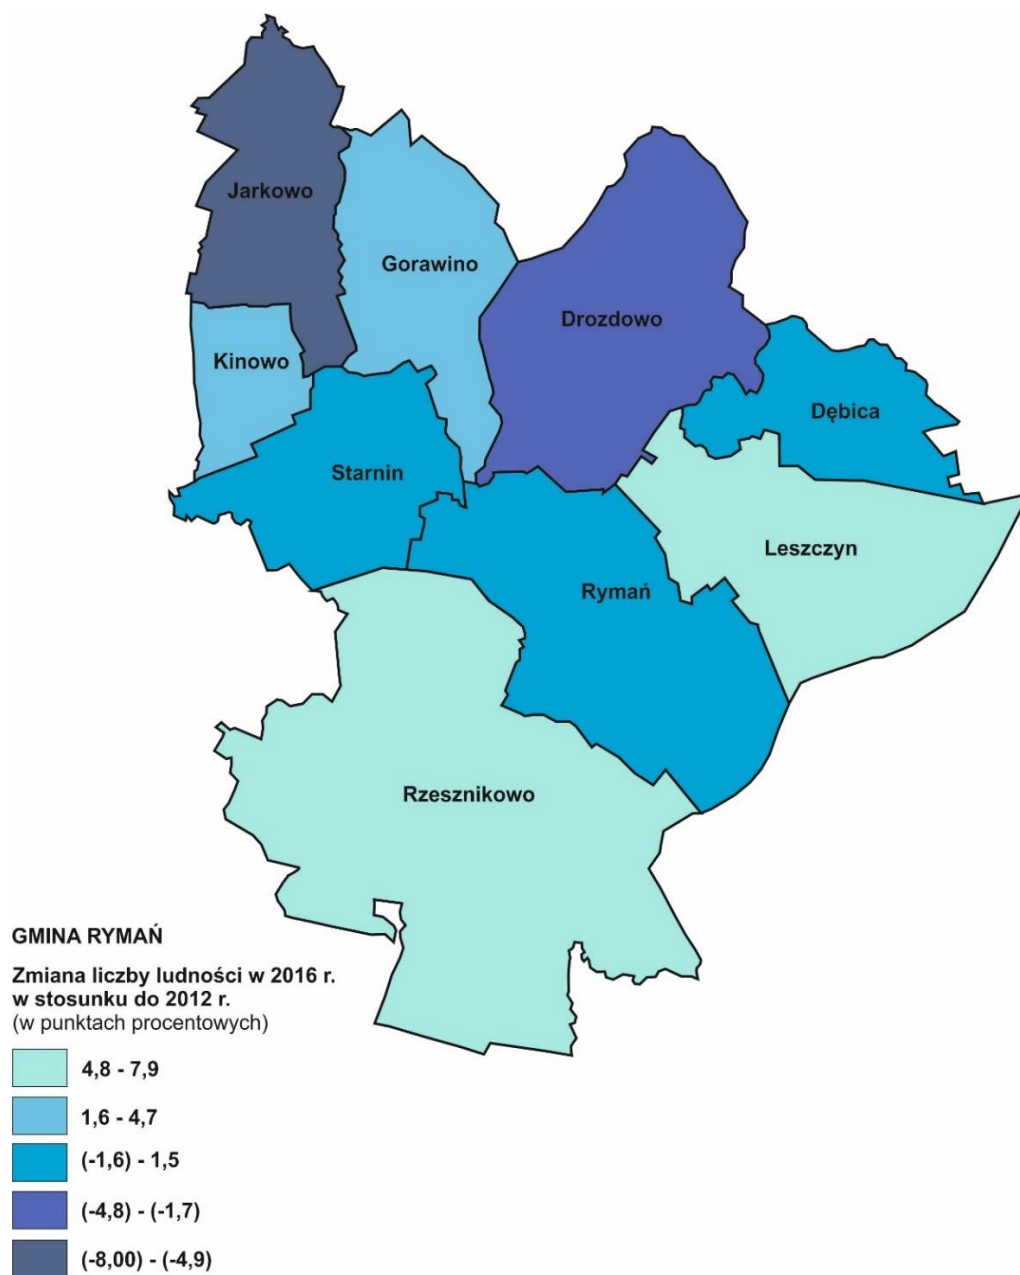 Jarkowo
Gorawino
Drozdowo
Kinowo
Dębica
Starnin
Leszczyn
Rymań
Rzesznikowo
GMINA RYMAŃ
Zmiana liczby ludności w 2016 r.
w stosunku do 2012 r.
(w punktach procentowych)
4,8 - 7,9
1,6 - 4,7
(-1,6) - 1,5
(-4,8) - (-1,7)
(-8,00) - (-4,9)